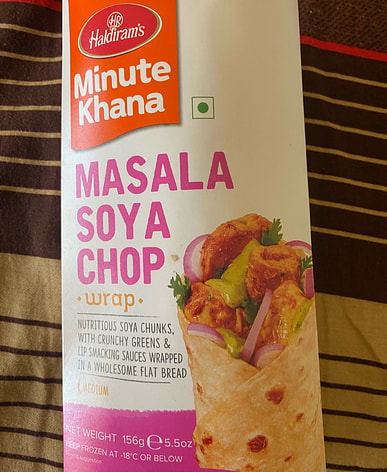 HR
Haldiram's
Minute
Khana
MASALA
SOYA
CHOP
wrap
NUTRITIOUS SOYA CHUNKS,
WITH CRUNCHY GREENS &
LIP SMACKING SAUCES WRAPPED
IN A WHOLESOME FLAT BREAD
MEDIUM
NET WEIGHT 156g ℮ 5.5oz
KEEP FROZEN AT -18°C OR BELOW